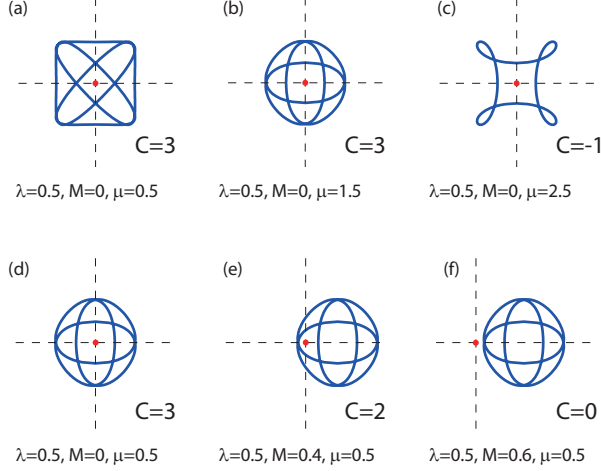 (a) (b) (c)
C=3 C=3 C=-1
λ=0.5, M=0, μ=0.5 λ=0.5, M=0, μ=1.5 λ=0.5, M=0, μ=2.5
(d) (e) (f)
C=3 C=2 C=0
λ=0.5, M=0, μ=0.5 λ=0.5, M=0.4, μ=0.5 λ=0.5, M=0.6, μ=0.5